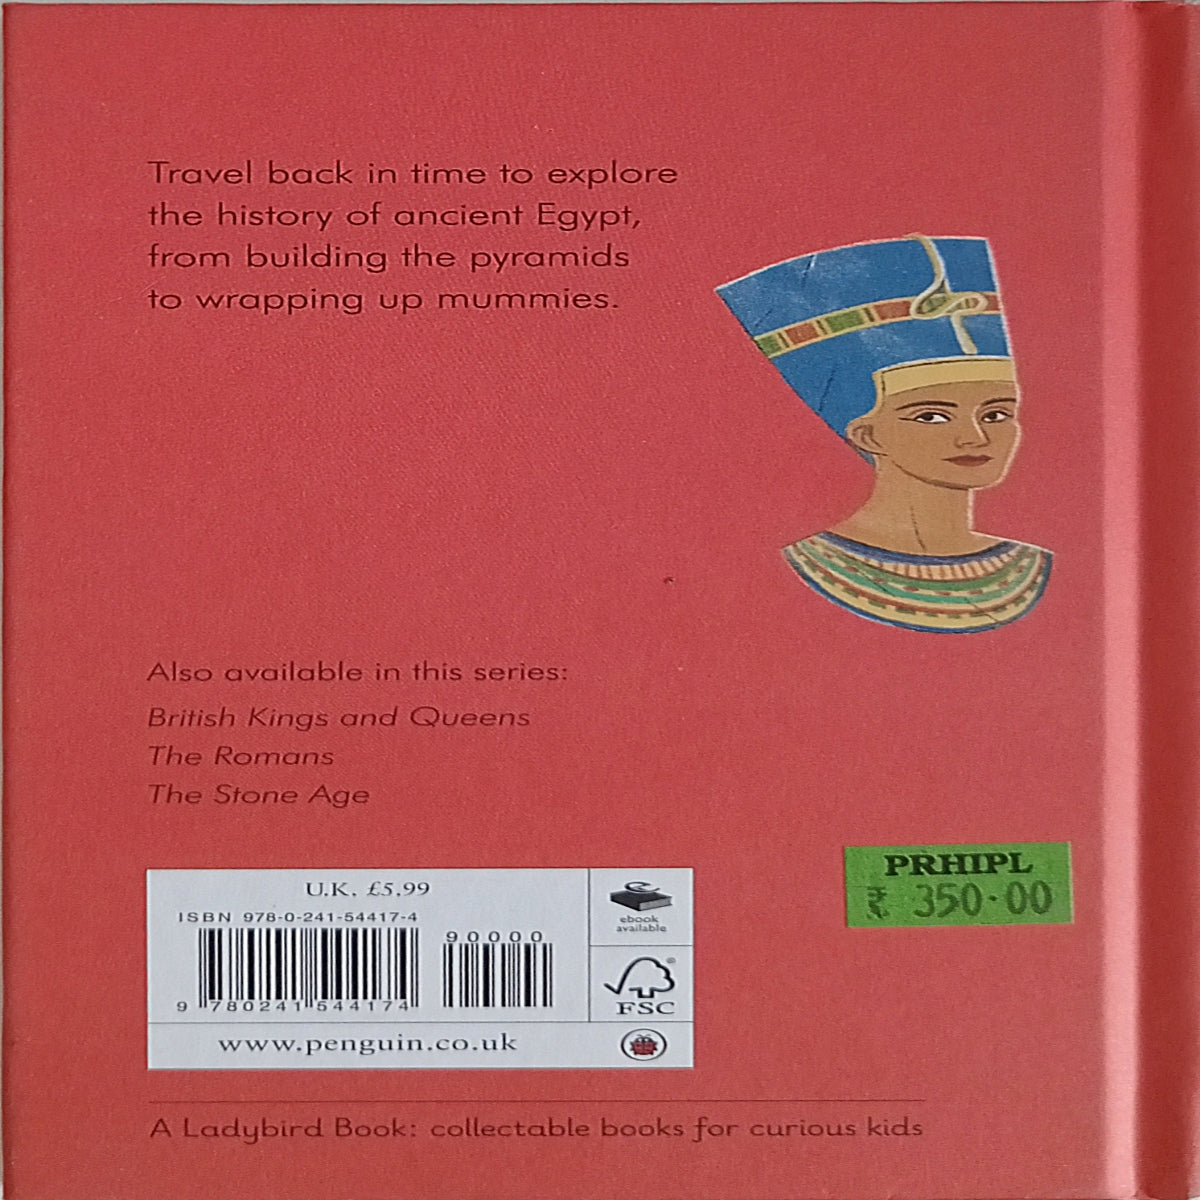 Travel back in time to explore
the history of ancient Egypt,
from building the pyramids
to wrapping up mummies.
Also available in this series:
British Kings and Queens
The Romans
The Stone Age
PRHIPL
₹ 350.00
U.K. £5.99
ISBN 978-0-241-54417-4
90000
9 780241 544174
ebook
available
FSC
www.penguin.co.uk
A Ladybird Book: collectable books for curious kids